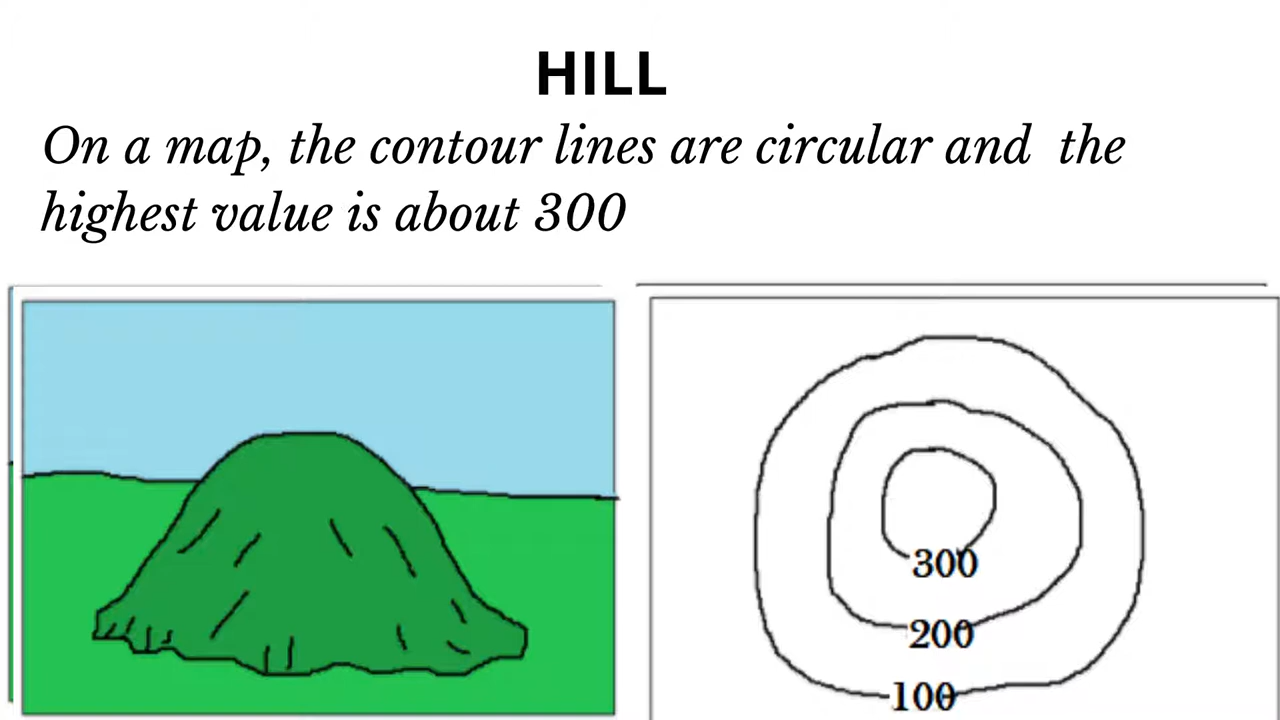 HILL
On a map, the contour lines are circular and the
highest value is about 300
300
200
100